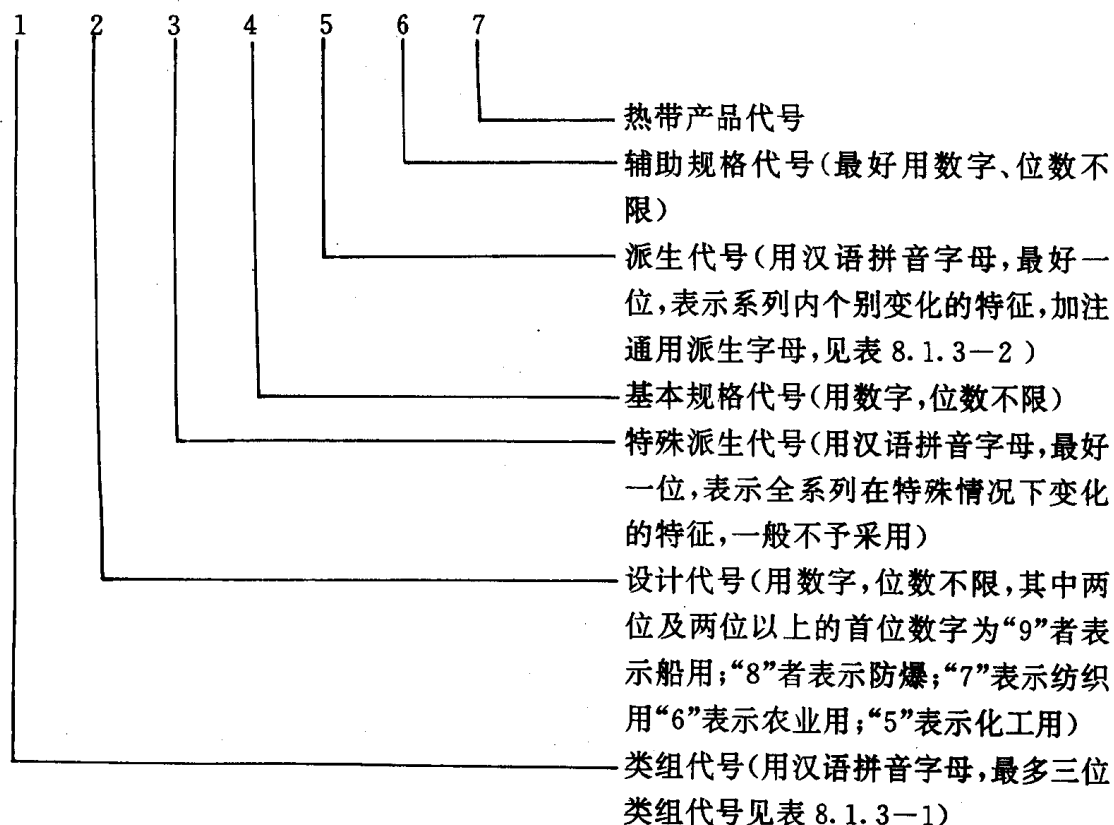 1 2 3 4 5 6 7
热带产品代号
辅助规格代号(最好用数字、位数不
限)
派生代号(用汉语拼音字母,最好一
位,表示系列内个别变化的特征,加注
通用派生字母,见表 8.1.3—2 )
基本规格代号(用数字,位数不限)
特殊派生代号(用汉语拼音字母,最好
一位,表示全系列在特殊情况下变化
的特征,一般不予采用)
设计代号(用数字,位数不限,其中两
位及两位以上的首位数字为“9”者表
示船用;“8”者表示防爆;“7”表示纺织
用“6”表示农业用;“5”表示化工用)
类组代号(用汉语拼音字母,最多三位
类组代号见表 8.1.3—1)